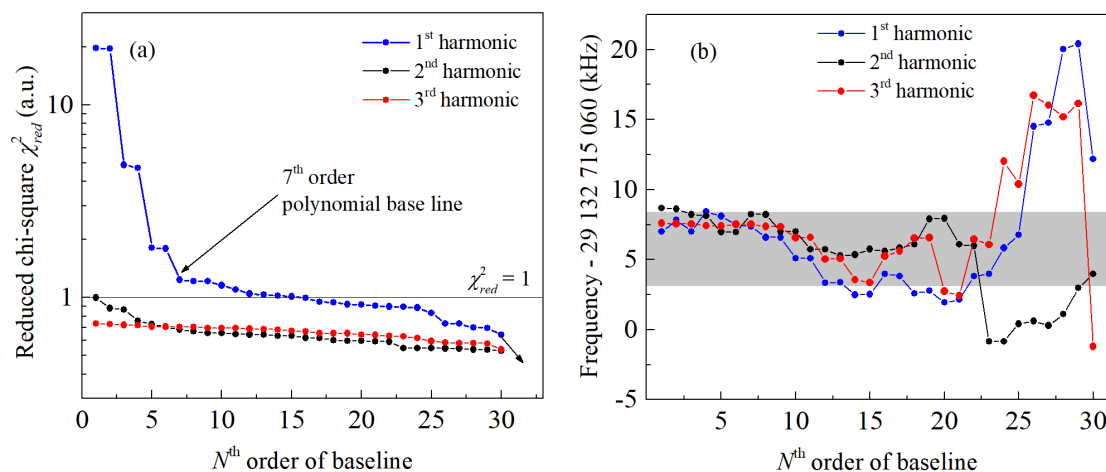 (a)
1st harmonic
2nd harmonic
3rd harmonic
10
1
7th order
polynomial base line
χ²red = 1
Reduced chi-square χ²red (a.u.)
0 5 10 15 20 25 30
Nth order of baseline
(b)
1st harmonic
2nd harmonic
3rd harmonic
20
15
10
5
0
-5
Frequency - 29 132 715 060 (kHz)
5 10 15 20 25 30
Nth order of baseline